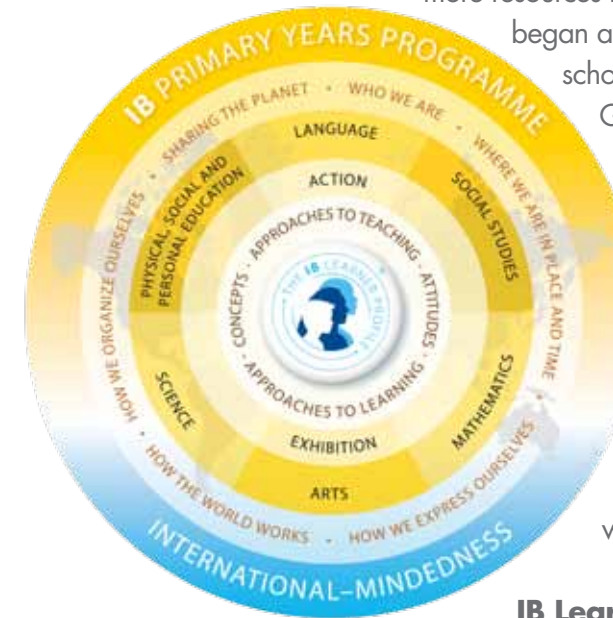 more resources
began a
scho
G
IB PRIMARY YEARS PROGRAMME
SHARING THE PLANET • WHO WE ARE • WHERE WE ARE IN PLACE AND TIME • HOW WE EXPRESS OURSELVES • HOW THE WORLD WORKS • HOW WE ORGANIZE OURSELVES •
LANGUAGE
SOCIAL STUDIES
MATHEMATICS
ARTS
SCIENCE
PHYSICAL, SOCIAL AND
PERSONAL EDUCATION
ACTION
EXHIBITION
CONCEPTS • APPROACHES TO TEACHING • ATTITUDES • APPROACHES TO LEARNING •
THE IB LEARNER PROFILE
INTERNATIONAL–MINDEDNESS
IB Lear